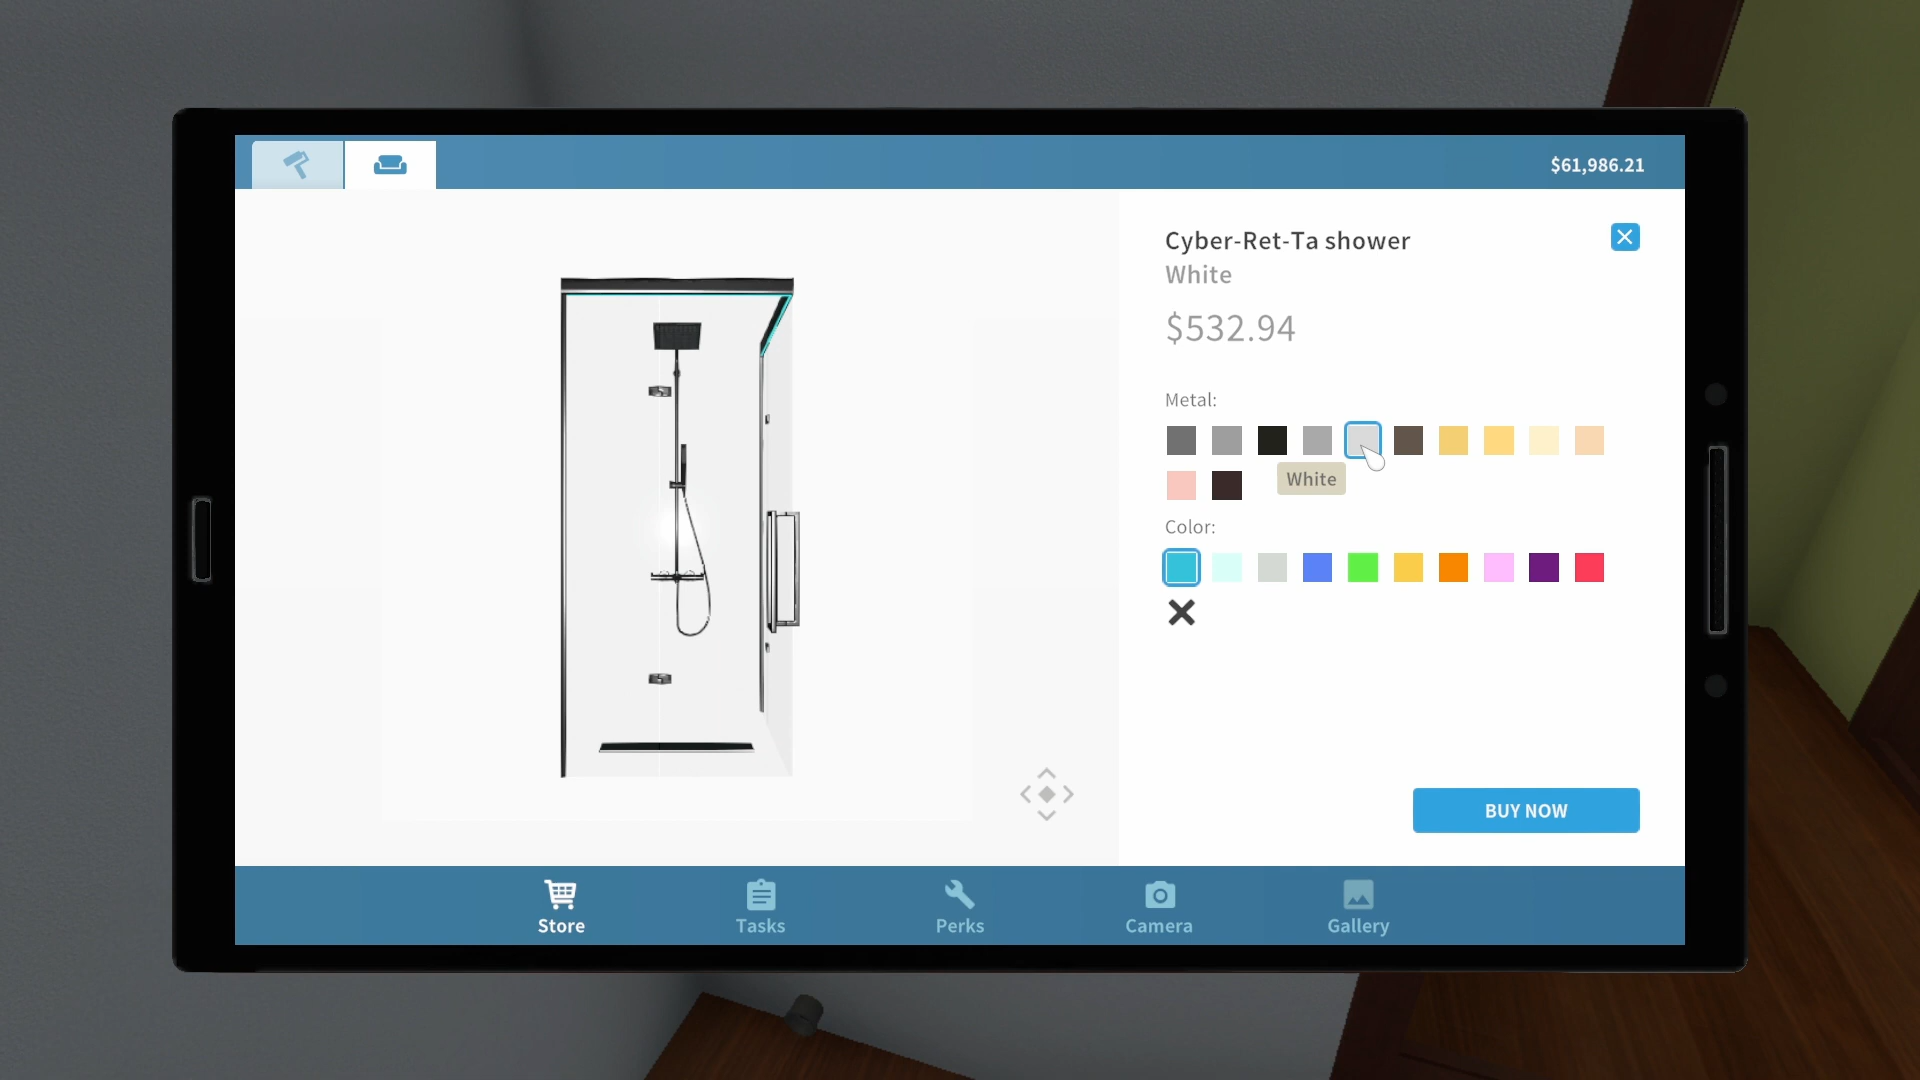 $61,986.21
Cyber-Ret-Ta shower
White
$532.94
Metal:
White
Color:
BUY NOW
Store
Tasks
Perks
Camera
Gallery